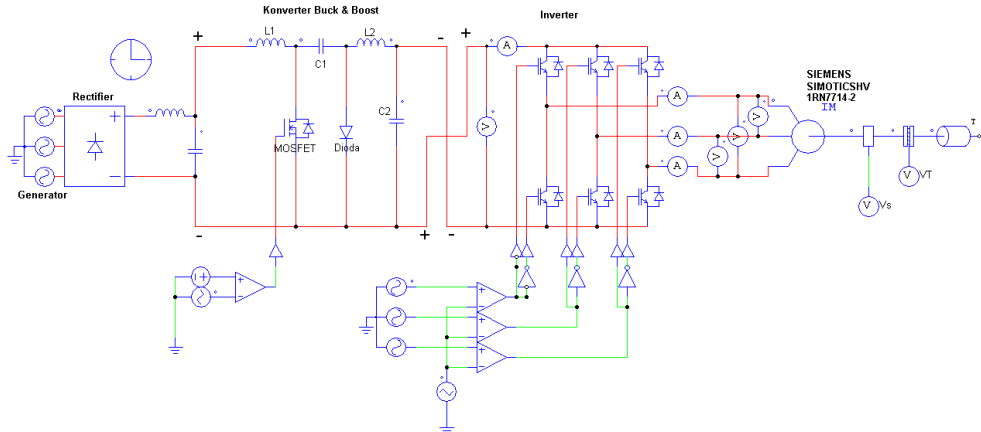 Konverter Buck & Boost
Inverter
+
L1
L2
-
+
A
C1
SIEMENS
SIMOTICSHV
1RN7714-2
IM
Rectifier
+
-
Generator
C2
MOSFET
Dioda
V
A
A
A
V
V
V
T
V
VT
V
Vs
-
+
-
+
-
+
-
+
-
+
-